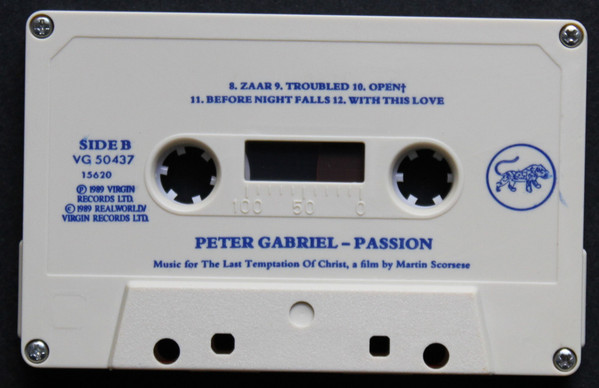 8. ZAAR 9. TROUBLED 10. OPEN†
11. BEFORE NIGHT FALLS 12. WITH THIS LOVE
SIDE B
VG 50437
15620
℗ 1989 VIRGIN
RECORDS LTD.
© 1989 REALWORLD/
VIRGIN RECORDS LTD.
100 50 0
PETER GABRIEL – PASSION
Music for The Last Temptation Of Christ, a film by Martin Scorsese